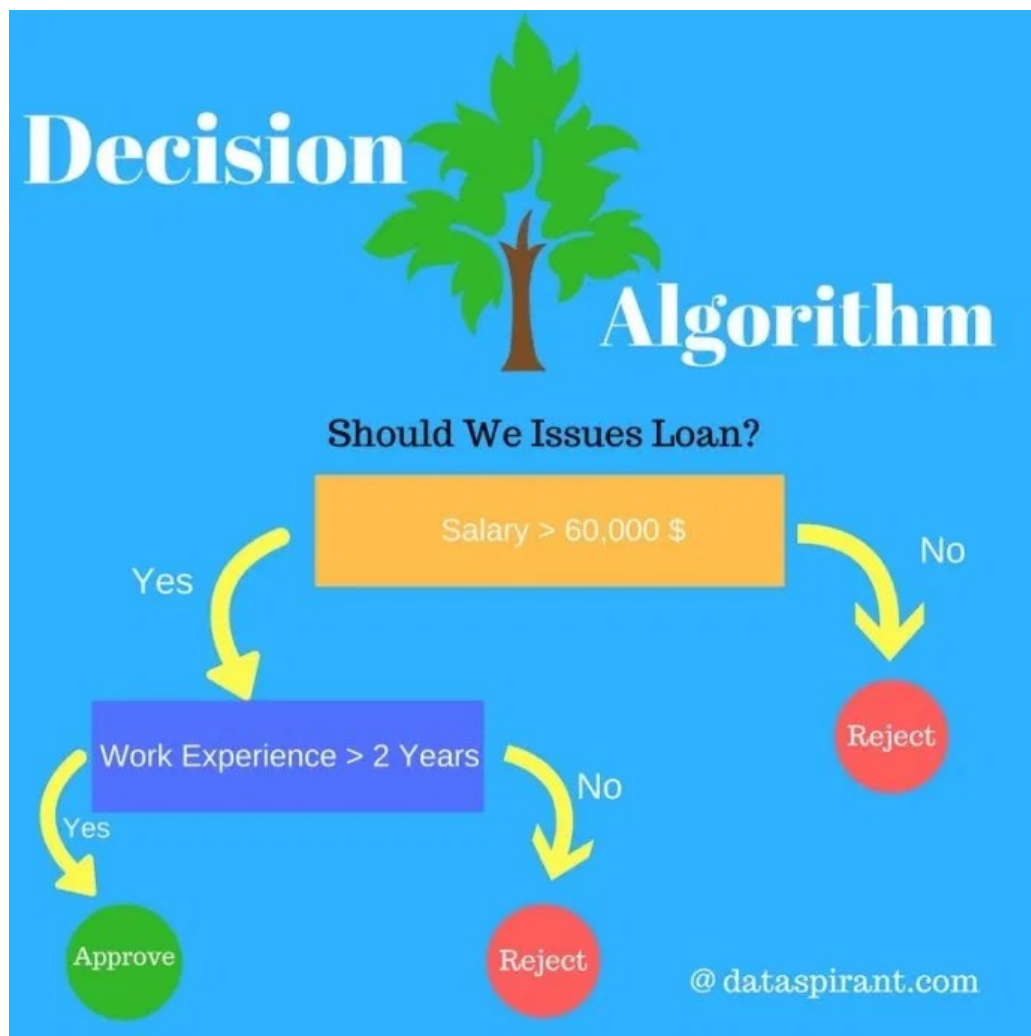 Decision
Algorithm
Should We Issues Loan?
Salary > 60,000 $
Yes
No
Work Experience > 2 Years
Reject
Yes
No
Approve
Reject
@ dataspirant.com